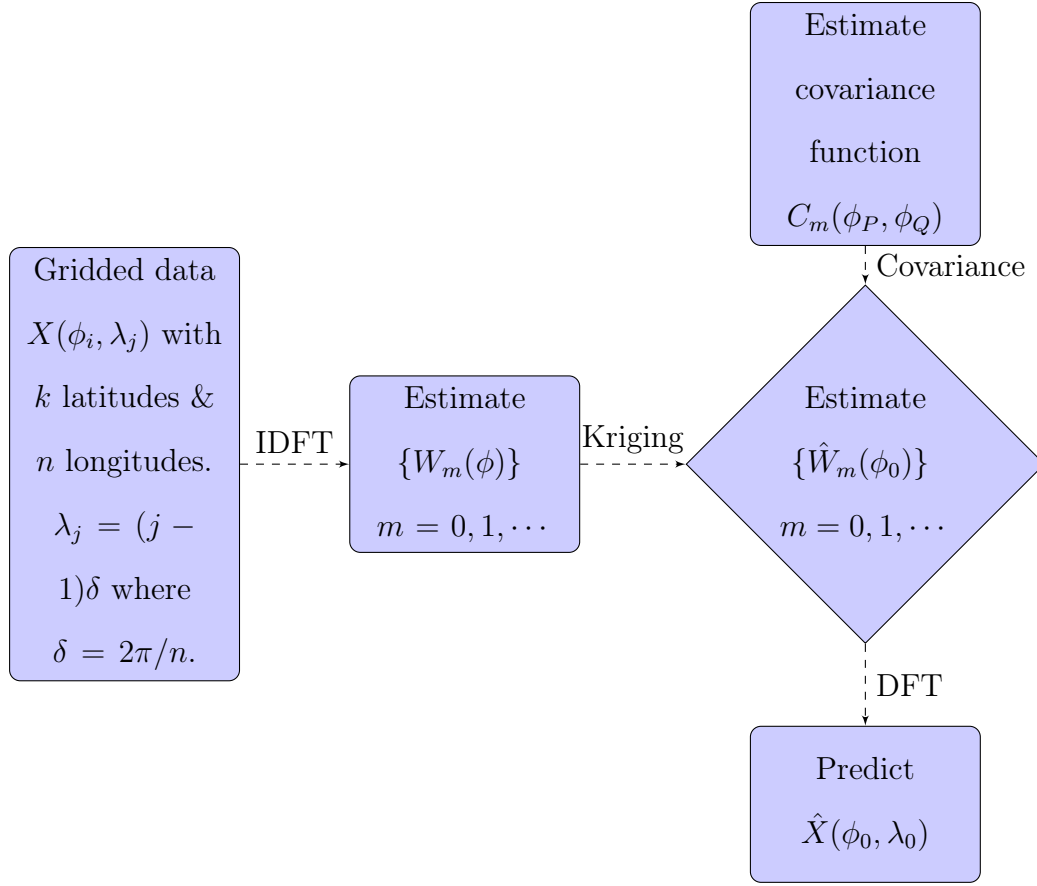 Gridded data
X(ϕ_i, λ_j) with
k latitudes &
n longitudes.
λ_j = (j −
1)δ where
δ = 2π/n.
IDFT
Estimate
{W_m(ϕ)}
m = 0, 1, ⋯
Kriging
Estimate
covariance
function
C_m(ϕ_P, ϕ_Q)
Covariance
Estimate
{Ŵ_m(ϕ_0)}
m = 0, 1, ⋯
DFT
Predict
X̂(ϕ_0, λ_0)